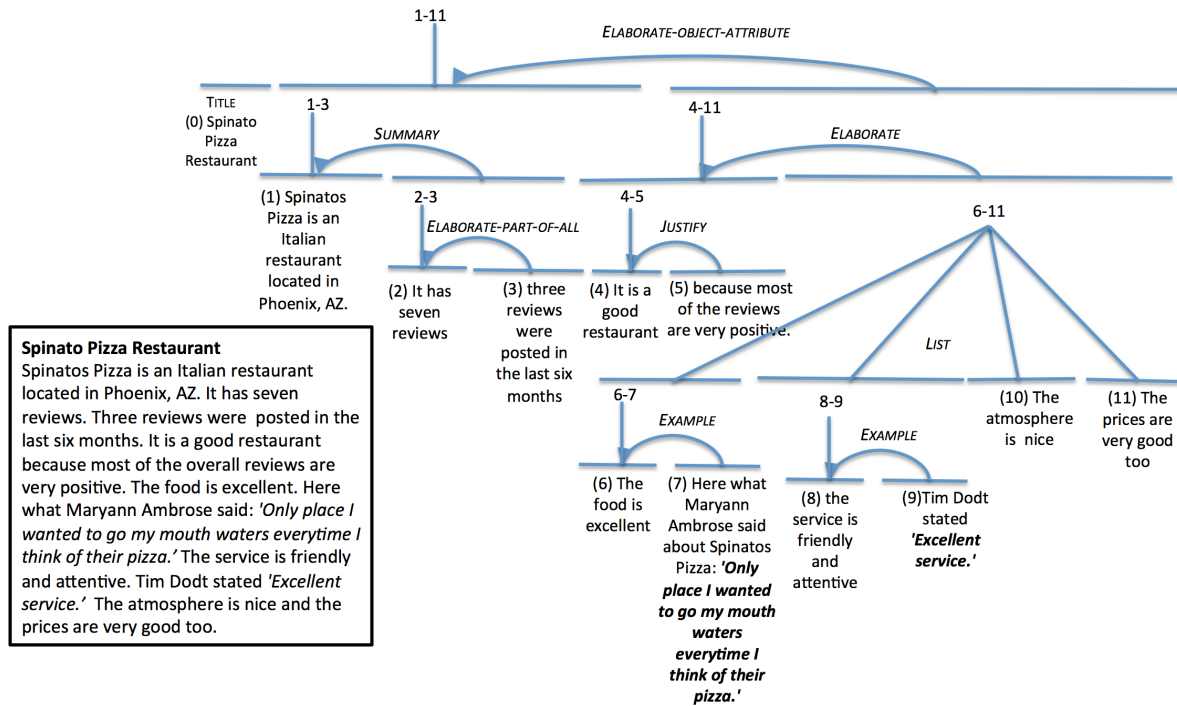 1-11
ELABORATE-OBJECT-ATTRIBUTE
TITLE
(0) Spinato
Pizza
Restaurant
1-3
SUMMARY
4-11
ELABORATE
(1) Spinatos
Pizza is an
Italian
restaurant
located in
Phoenix, AZ.
2-3
ELABORATE-PART-OF-ALL
4-5
JUSTIFY
6-11
(2) It has
seven
reviews
(3) three
reviews
were
posted in
the last six
months
(4) It is a
good
restaurant
(5) because most
of the reviews
are very positive.
LIST
6-7
EXAMPLE
8-9
EXAMPLE
(10) The
atmosphere
is nice
(11) The
prices are
very good
too
(6) The
food is
excellent
(7) Here what
Maryann
Ambrose said
about Spinatos
Pizza: 'Only
place I wanted
to go my mouth
waters
everytime I
think of their
pizza.'
(8) the
service is
friendly
and
attentive
(9)Tim Dodt
stated
'Excellent
service.'
Spinato Pizza Restaurant
Spinatos Pizza is an Italian restaurant
located in Phoenix, AZ. It has seven
reviews. Three reviews were posted in the
last six months. It is a good restaurant
because most of the overall reviews are
very positive. The food is excellent. Here
what Maryann Ambrose said: 'Only place I
wanted to go my mouth waters everytime I
think of their pizza.' The service is friendly
and attentive. Tim Dodt stated 'Excellent
service.' The atmosphere is nice and the
prices are very good too.